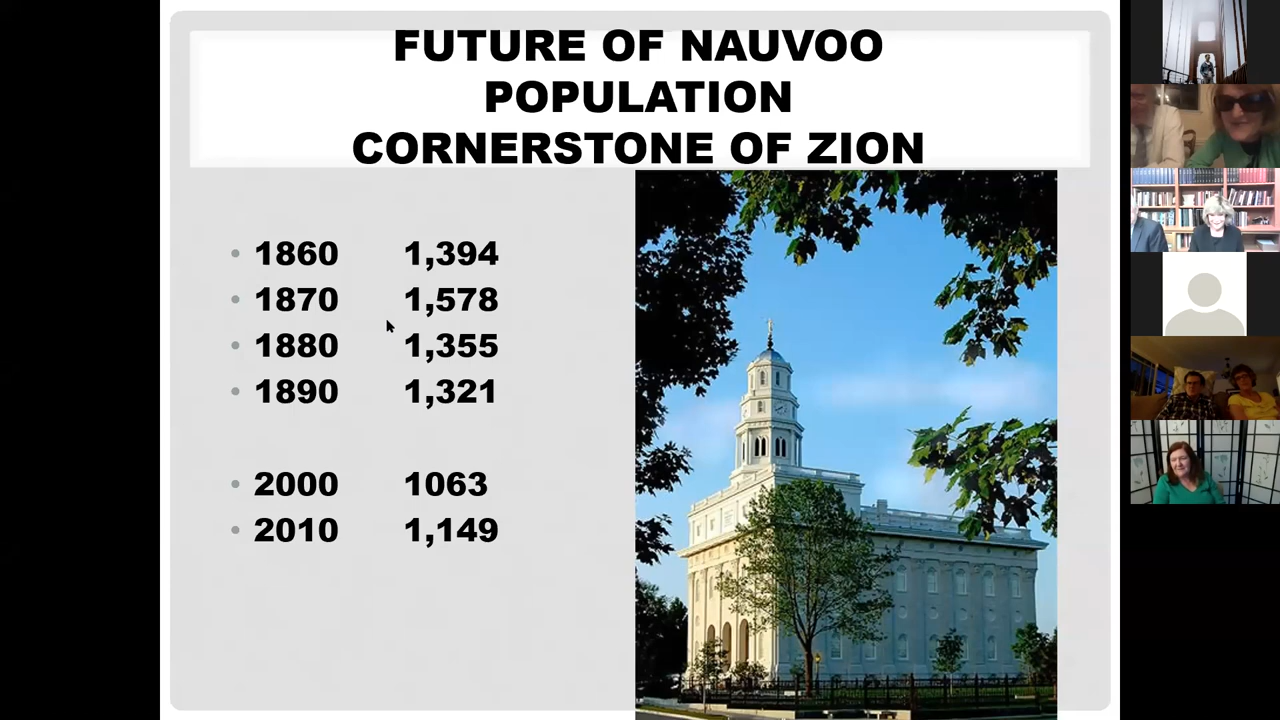 FUTURE OF NAUVOO
POPULATION
CORNERSTONE OF ZION
• 1860 1,394
• 1870 1,578
• 1880 1,355
• 1890 1,321
• 2000 1063
• 2010 1,149